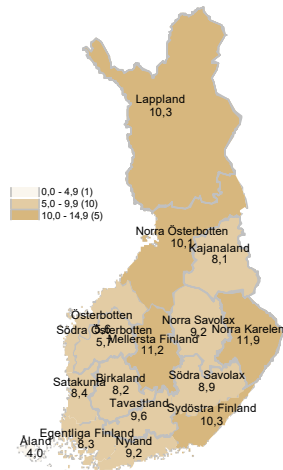 Lappland
10,3
0,0 - 4,9 (1)
5,0 - 9,9 (10)
10,0 - 14,9 (5)
Norra Österbotten
10,1
Kajanaland
8,1
Österbotten
5,6
Södra Österbotten
5,7
Mellersta Finland
11,2
Norra Savolax
9,2
Norra Karelen
11,9
Satakunta
8,4
Birkaland
8,2
Tavastland
9,6
Södra Savolax
8,9
Sydöstra Finland
10,3
Åland
4,0
Egentliga Finland
8,3
Nyland
9,2